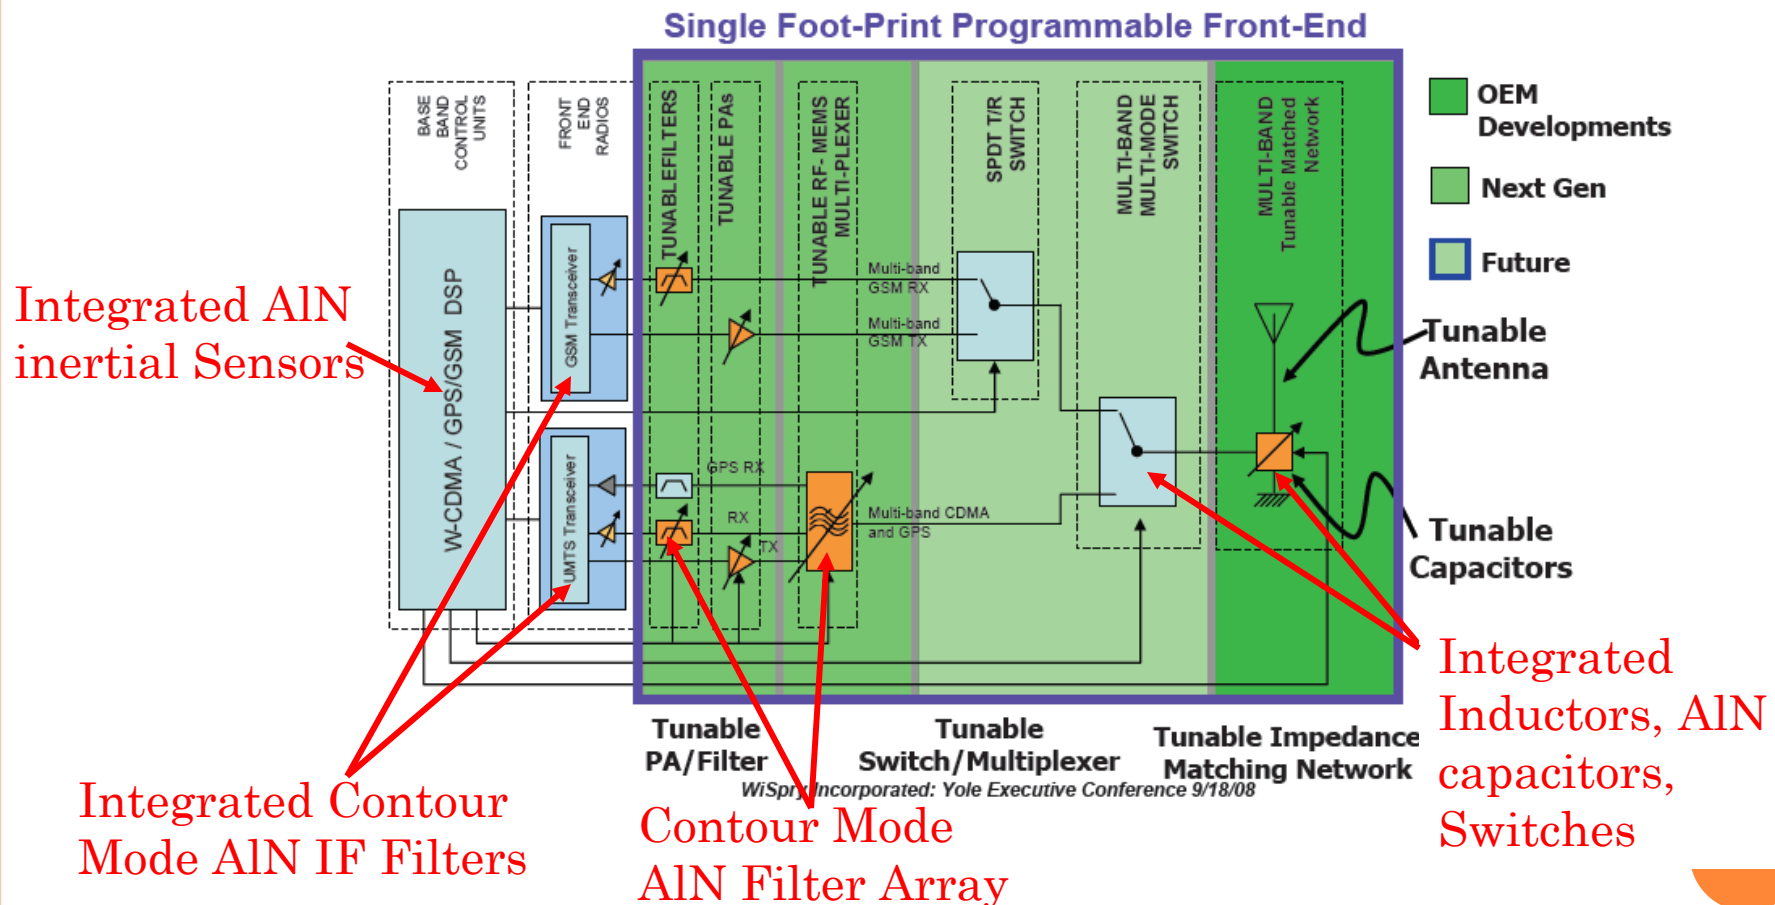 Single Foot-Print Programmable Front-End
BASE
BAND
CONTROL
UNITS
FRONT
END
RADIOS
TUNABLEFILTERS
TUNABLE PAs
TUNABLE RF- MEMS
MULTI-PLEXER
SPDT T/R
SWITCH
MULTI-BAND
MULTI-MODE
SWITCH
MULTI-BAND
Tunable Matched
Network
OEM
Developments
Next Gen
Future
Integrated AlN
inertial Sensors
W-CDMA / GPS/GSM DSP
GSM Transceiver
UMTS Transceiver
Multi-band
GSM RX
Multi-band
GSM TX
GPS RX
RX
TX
Multi-band CDMA
and GPS
Tunable
Antenna
Tunable
Capacitors
Tunable
PA/Filter
Tunable
Switch/Multiplexer
Tunable Impedance
Matching Network
WiSpry Incorporated: Yole Executive Conference 9/18/08
Integrated Contour
Mode AlN IF Filters
Contour Mode
AlN Filter Array
Integrated
Inductors, AlN
capacitors,
Switches